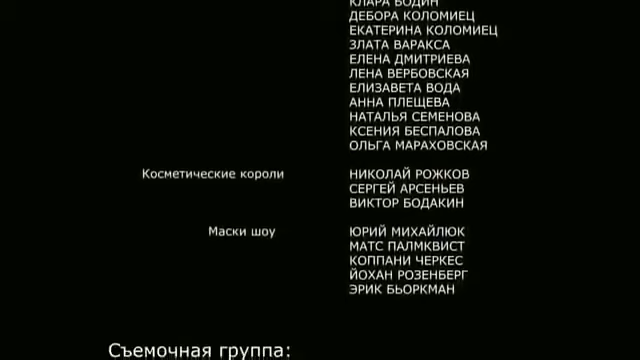 КЛАРА БОДИН
ДЕБОРА КОЛОМИЕЦ
ЕКАТЕРИНА КОЛОМИЕЦ
ЗЛАТА ВАРАКСА
ЕЛЕНА ДМИТРИЕВА
ЛЕНА ВЕРБОВСКАЯ
ЕЛИЗАВЕТА ВОДА
АННА ПЛЕЩЕВА
НАТАЛЬЯ СЕМЕНОВА
КСЕНИЯ БЕСПАЛОВА
ОЛЬГА МАРАХОВСКАЯ
Косметические короли НИКОЛАЙ РОЖКОВ
СЕРГЕЙ АРСЕНЬЕВ
ВИКТОР БОДАКИН
Маски шоу ЮРИЙ МИХАЙЛЮК
МАТС ПАЛМКВИСТ
КОППАНИ ЧЕРКЕС
ЙОХАН РОЗЕНБЕРГ
ЭРИК БЬОРКМАН
Съемочная группа: